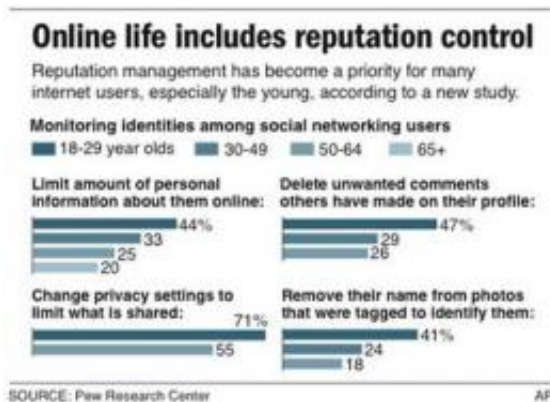 Online life includes reputation control
Reputation management has become a priority for many
internet users, especially the young, according to a new study.
Monitoring identities among social networking users
18-29 year olds 30-49 50-64 65+
Limit amount of personal
information about them online:
44%
33
25
20
Delete unwanted comments
others have made on their profile:
47%
29
26
Change privacy settings to
limit what is shared:
71%
55
Remove their name from photos
that were tagged to identify them:
41%
24
18
SOURCE: Pew Research Center
AP